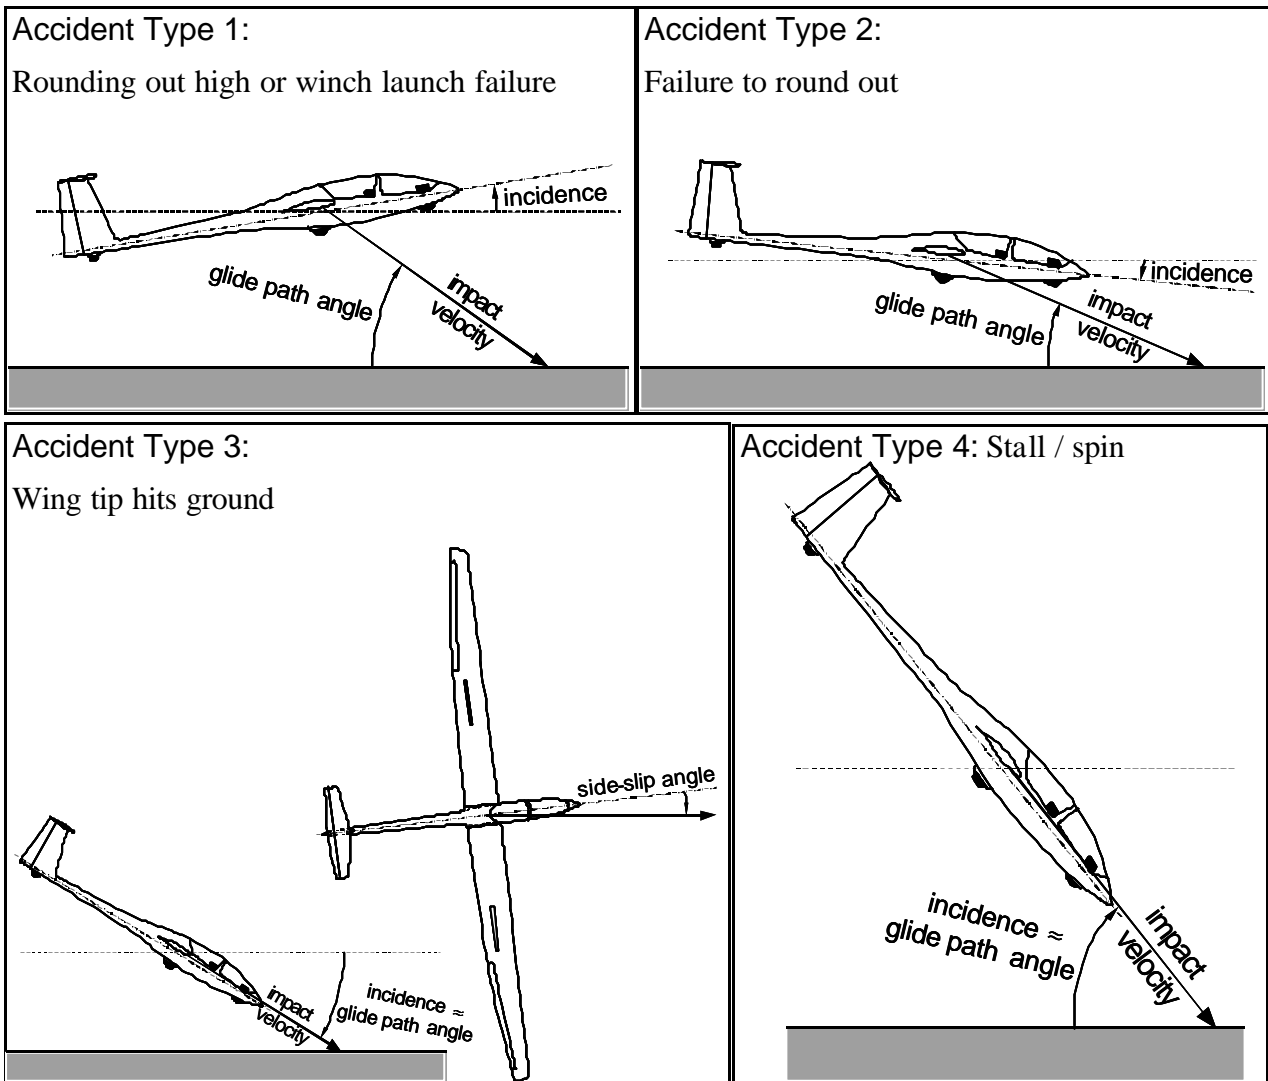 Accident Type 1:
Rounding out high or winch launch failure
incidence
glide path angle
impact
velocity
Accident Type 2:
Failure to round out
incidence
glide path angle
impact
velocity
Accident Type 3:
Wing tip hits ground
side-slip angle
incidence ≈
glide path angle
impact
velocity
Accident Type 4: Stall / spin
incidence ≈
glide path angle
impact
velocity